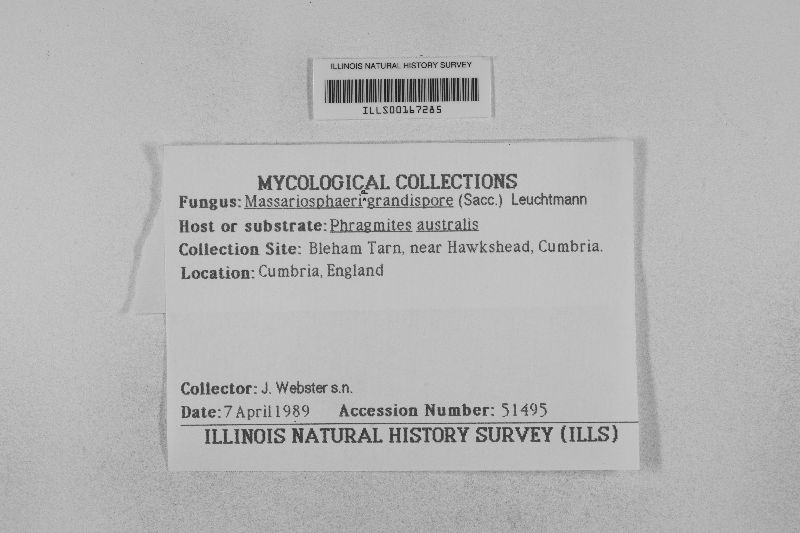 ILLINOIS NATURAL HISTORY SURVEY
ILLS00167285
MYCOLOGICAL COLLECTIONS
Fungus: Massariosphaeria grandispore (Sacc.) Leuchtmann
Host or substrate: Phragmites australis
Collection Site: Bleham Tarn, near Hawkshead, Cumbria.
Location: Cumbria, England
Collector: J. Webster s.n.
Date: 7 April 1989 Accession Number: 51495
ILLINOIS NATURAL HISTORY SURVEY (ILLS)